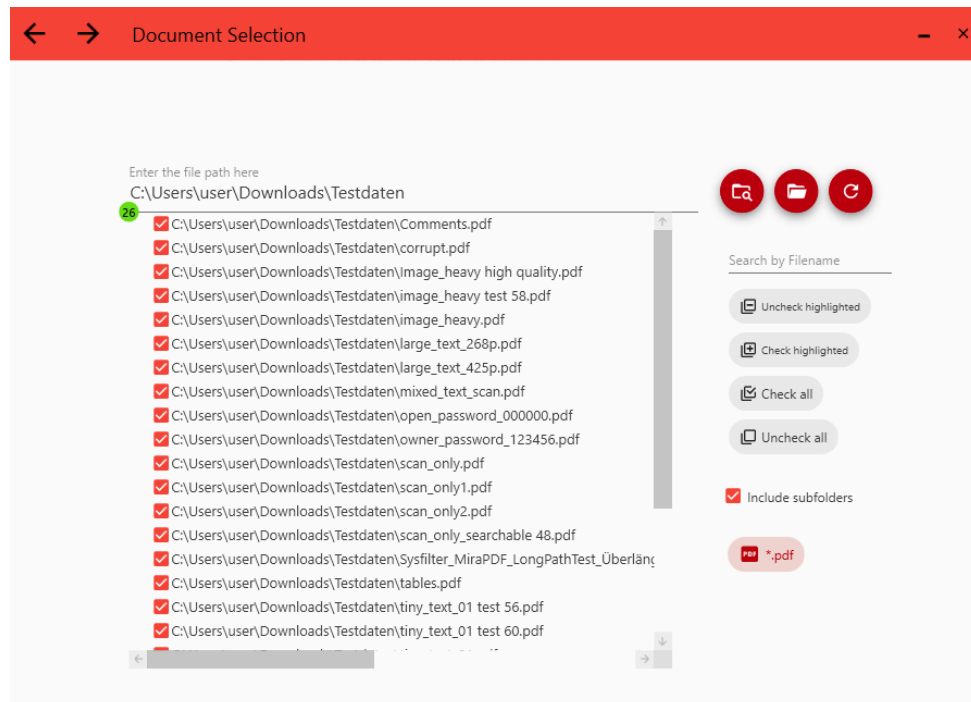 Document Selection
Enter the file path here
C:\Users\user\Downloads\Testdaten
26
C:\Users\user\Downloads\Testdaten\Comments.pdf
C:\Users\user\Downloads\Testdaten\corrupt.pdf
C:\Users\user\Downloads\Testdaten\Image_heavy high quality.pdf
C:\Users\user\Downloads\Testdaten\image_heavy test 58.pdf
C:\Users\user\Downloads\Testdaten\image_heavy.pdf
C:\Users\user\Downloads\Testdaten\large_text_268p.pdf
C:\Users\user\Downloads\Testdaten\large_text_425p.pdf
C:\Users\user\Downloads\Testdaten\mixed_text_scan.pdf
C:\Users\user\Downloads\Testdaten\open_password_000000.pdf
C:\Users\user\Downloads\Testdaten\owner_password_123456.pdf
C:\Users\user\Downloads\Testdaten\scan_only.pdf
C:\Users\user\Downloads\Testdaten\scan_only1.pdf
C:\Users\user\Downloads\Testdaten\scan_only2.pdf
C:\Users\user\Downloads\Testdaten\scan_only_searchable 48.pdf
C:\Users\user\Downloads\Testdaten\Sysfilter_MiraPDF_LongPathTest_Überläng
C:\Users\user\Downloads\Testdaten\tables.pdf
C:\Users\user\Downloads\Testdaten\tiny_text_01 test 56.pdf
C:\Users\user\Downloads\Testdaten\tiny_text_01 test 60.pdf
Search by Filename
Uncheck highlighted
Check highlighted
Check all
Uncheck all
Include subfolders
PDF *.pdf